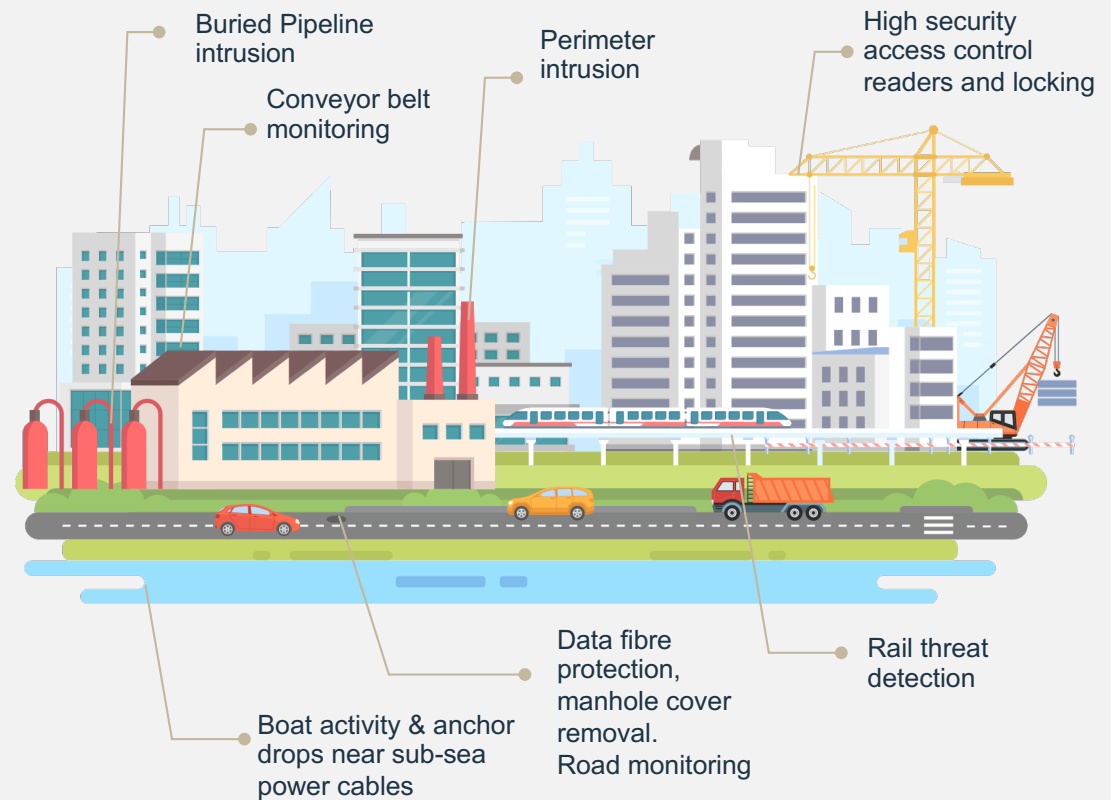 Buried Pipeline
intrusion
Perimeter
intrusion
High security
access control
readers and locking
Conveyor belt
monitoring
Data fibre
protection,
manhole cover
removal.
Road monitoring
Rail threat
detection
Boat activity & anchor
drops near sub-sea
power cables